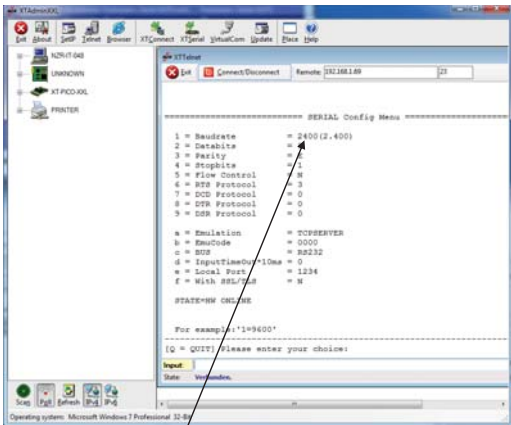 XTAdminXXL
Exit About SetIP Telnet Browser XTConnect XTSerial VirtualCom Update Place Help
NZR-IT-048
UNKNOWN
XT-PICO-XXL
PRINTER
XTTelnet
Exit Connect/Disconnect Remote: 192.168.1.69 23
SERIAL Config Menu
1 = Baudrate = 2400(2.400)
2 = Databits =
3 = Parity = E
4 = Stopbits = 1
5 = Flow Control = N
6 = RTS Protocol = 3
7 = DCD Protocol = 0
8 = DTR Protocol = 0
9 = DSR Protocol = 0
a = Emulation = TCPSERVER
b = EmuCode = 0000
c = BUS = RS232
d = InputTimeOut*10ms = 0
e = Local Port = 1234
f = With SSL/TLS = N
STATE=HW ONLINE
For example:'1=9600'
[Q = QUIT] Please enter your choice:
Input:
State: Verbunden.
Scan Poll Refresh IPv4 IPv6
Operating system: Microsoft Windows 7 Professional 32-Bit